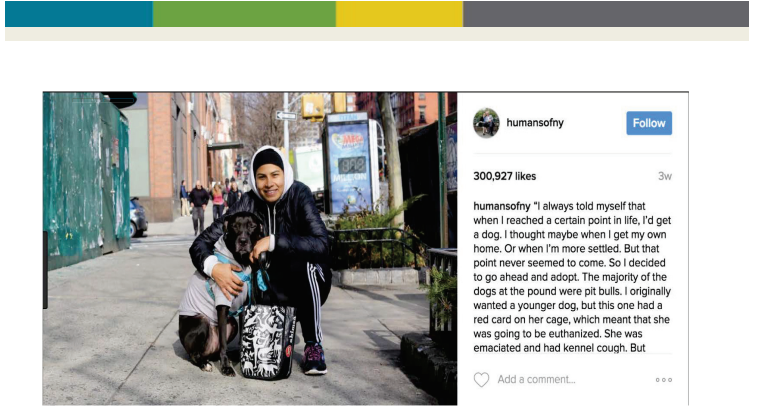 humansofny
Follow
300,927 likes
3w
humansofny "I always told myself that
when I reached a certain point in life, I'd get
a dog. I thought maybe when I get my own
home. Or when I'm more settled. But that
point never seemed to come. So I decided
to go ahead and adopt. The majority of the
dogs at the pound were pit bulls. I originally
wanted a younger dog, but this one had a
red card on her cage, which meant that she
was going to be euthanized. She was
emaciated and had kennel cough. But
Add a comment...